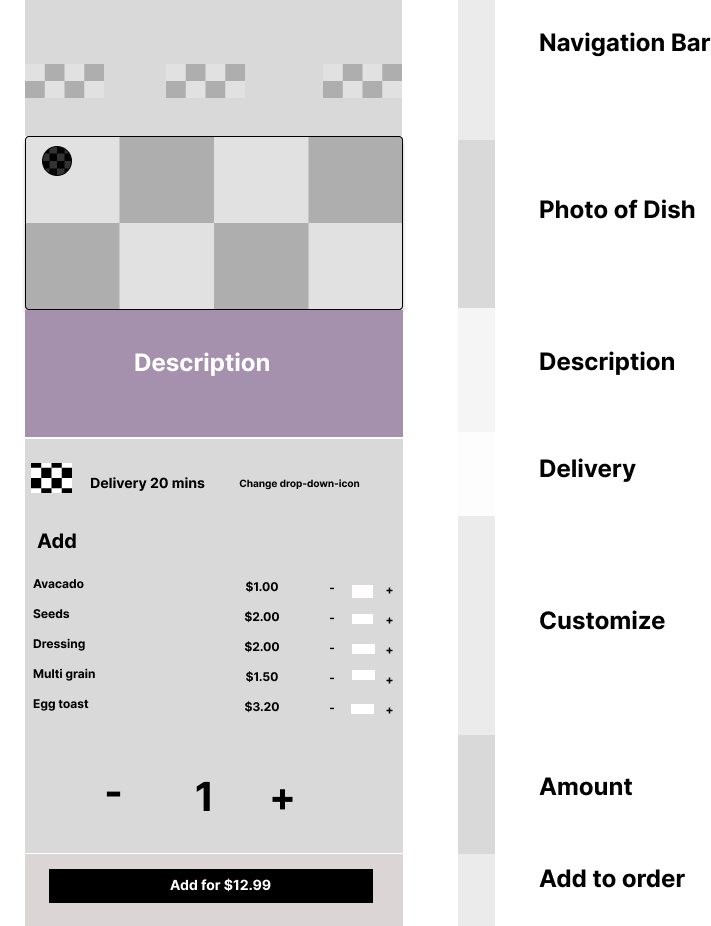 Navigation Bar
Photo of Dish
Description
Description
Delivery 20 mins Change drop-down-icon
Delivery
Add
Avacado $1.00 - +
Seeds $2.00 - +
Dressing $2.00 - +
Multi grain $1.50 - +
Egg toast $3.20 - +
Customize
- 1 +
Amount
Add for $12.99
Add to order